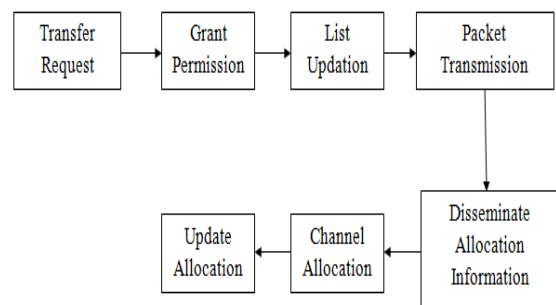 Transfer
Request
Grant
Permission
List
Updation
Packet
Transmission
Disseminate
Allocation
Information
Channel
Allocation
Update
Allocation